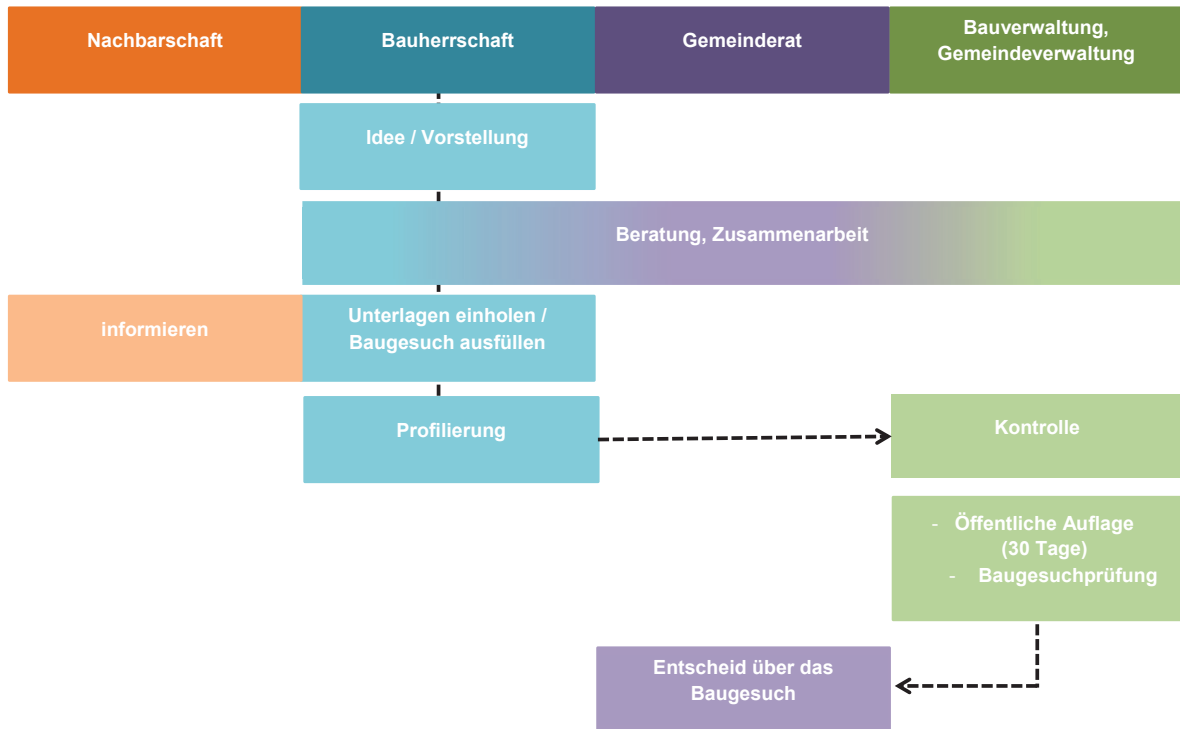 Nachbarschaft
Bauherrschaft
Gemeinderat
Bauverwaltung,
Gemeindeverwaltung
Idee / Vorstellung
Beratung, Zusammenarbeit
informieren
Unterlagen einholen /
Baugesuch ausfüllen
Profilierung
Kontrolle
- Öffentliche Auflage
(30 Tage)
- Baugesuchprüfung
Entscheid über das
Baugesuch